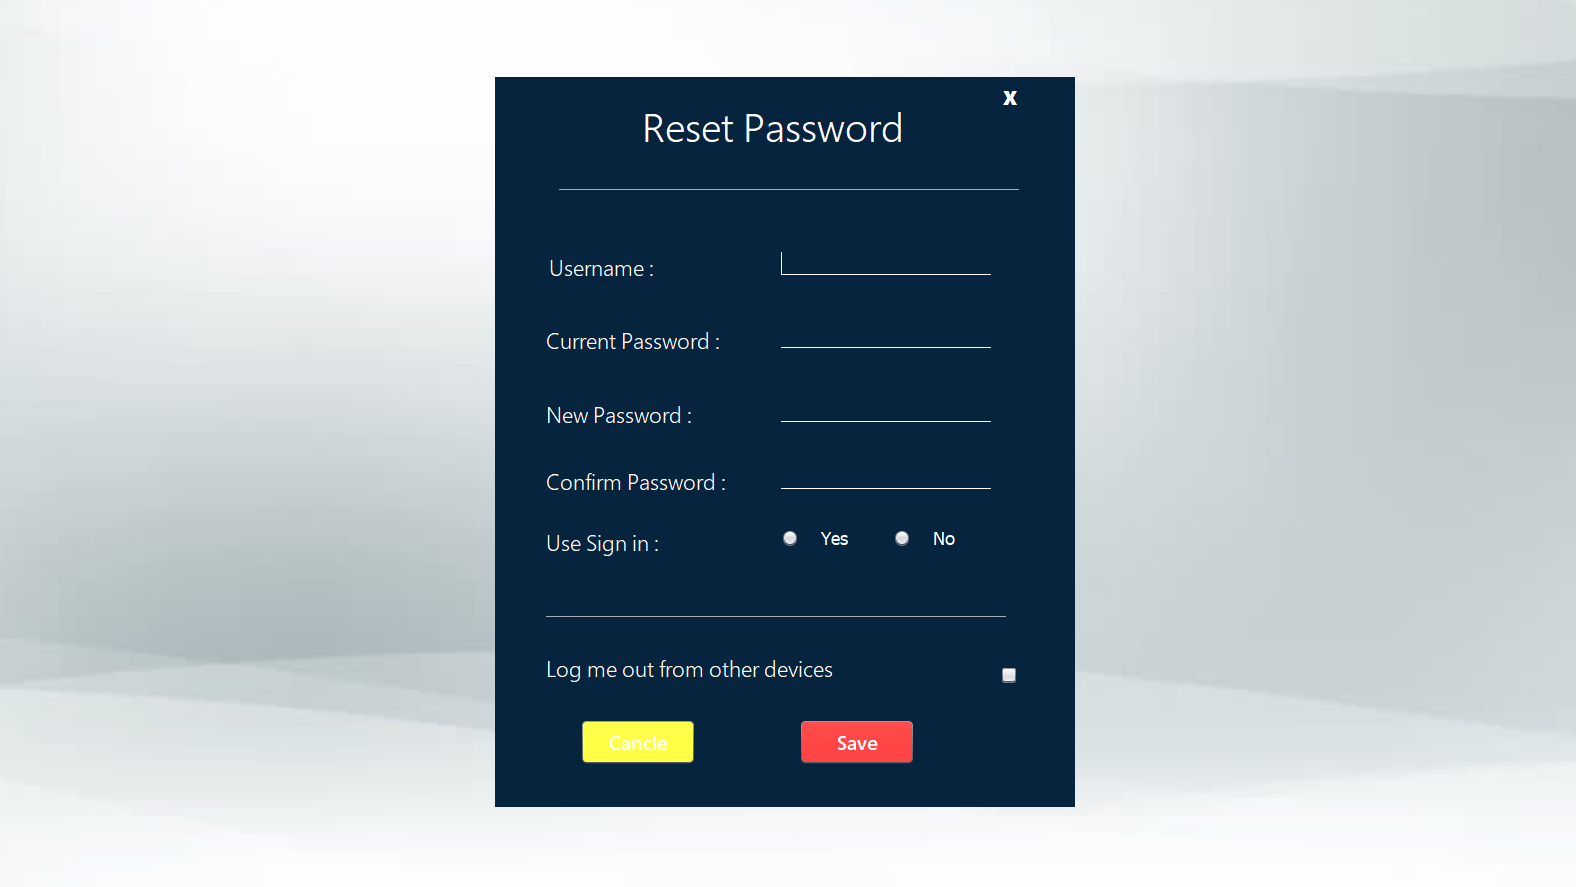 X
Reset Password
Username :
Current Password :
New Password :
Confirm Password :
Use Sign in :
Yes
No
Log me out from other devices
Cancle
Save